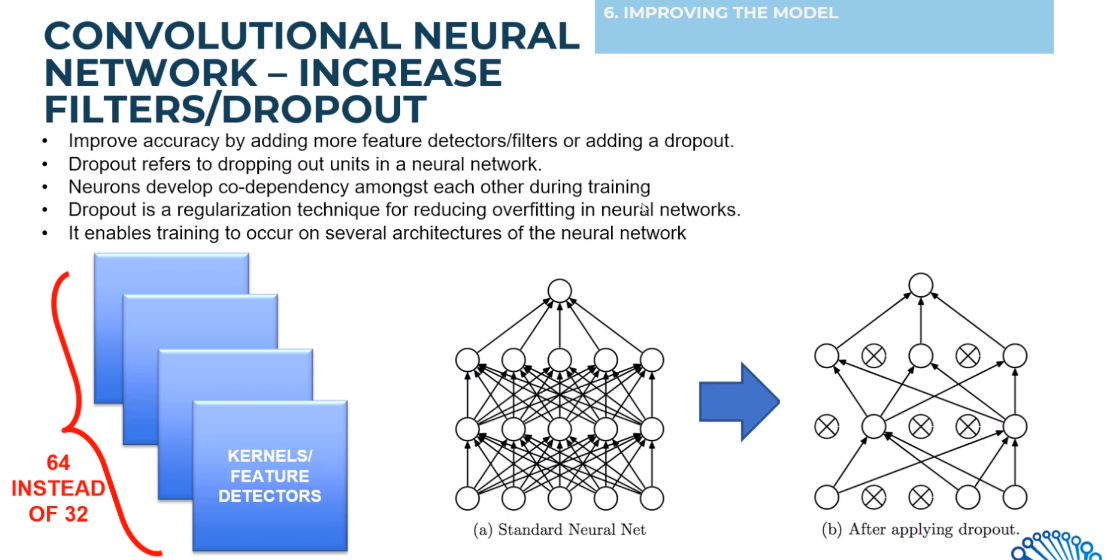 6. IMPROVING THE MODEL
CONVOLUTIONAL NEURAL
NETWORK – INCREASE
FILTERS/DROPOUT
• Improve accuracy by adding more feature detectors/filters or adding a dropout.
• Dropout refers to dropping out units in a neural network.
• Neurons develop co-dependency amongst each other during training
• Dropout is a regularization technique for reducing overfitting in neural networks.
• It enables training to occur on several architectures of the neural network
64
INSTEAD
OF 32
KERNELS/
FEATURE
DETECTORS
(a) Standard Neural Net
(b) After applying dropout.